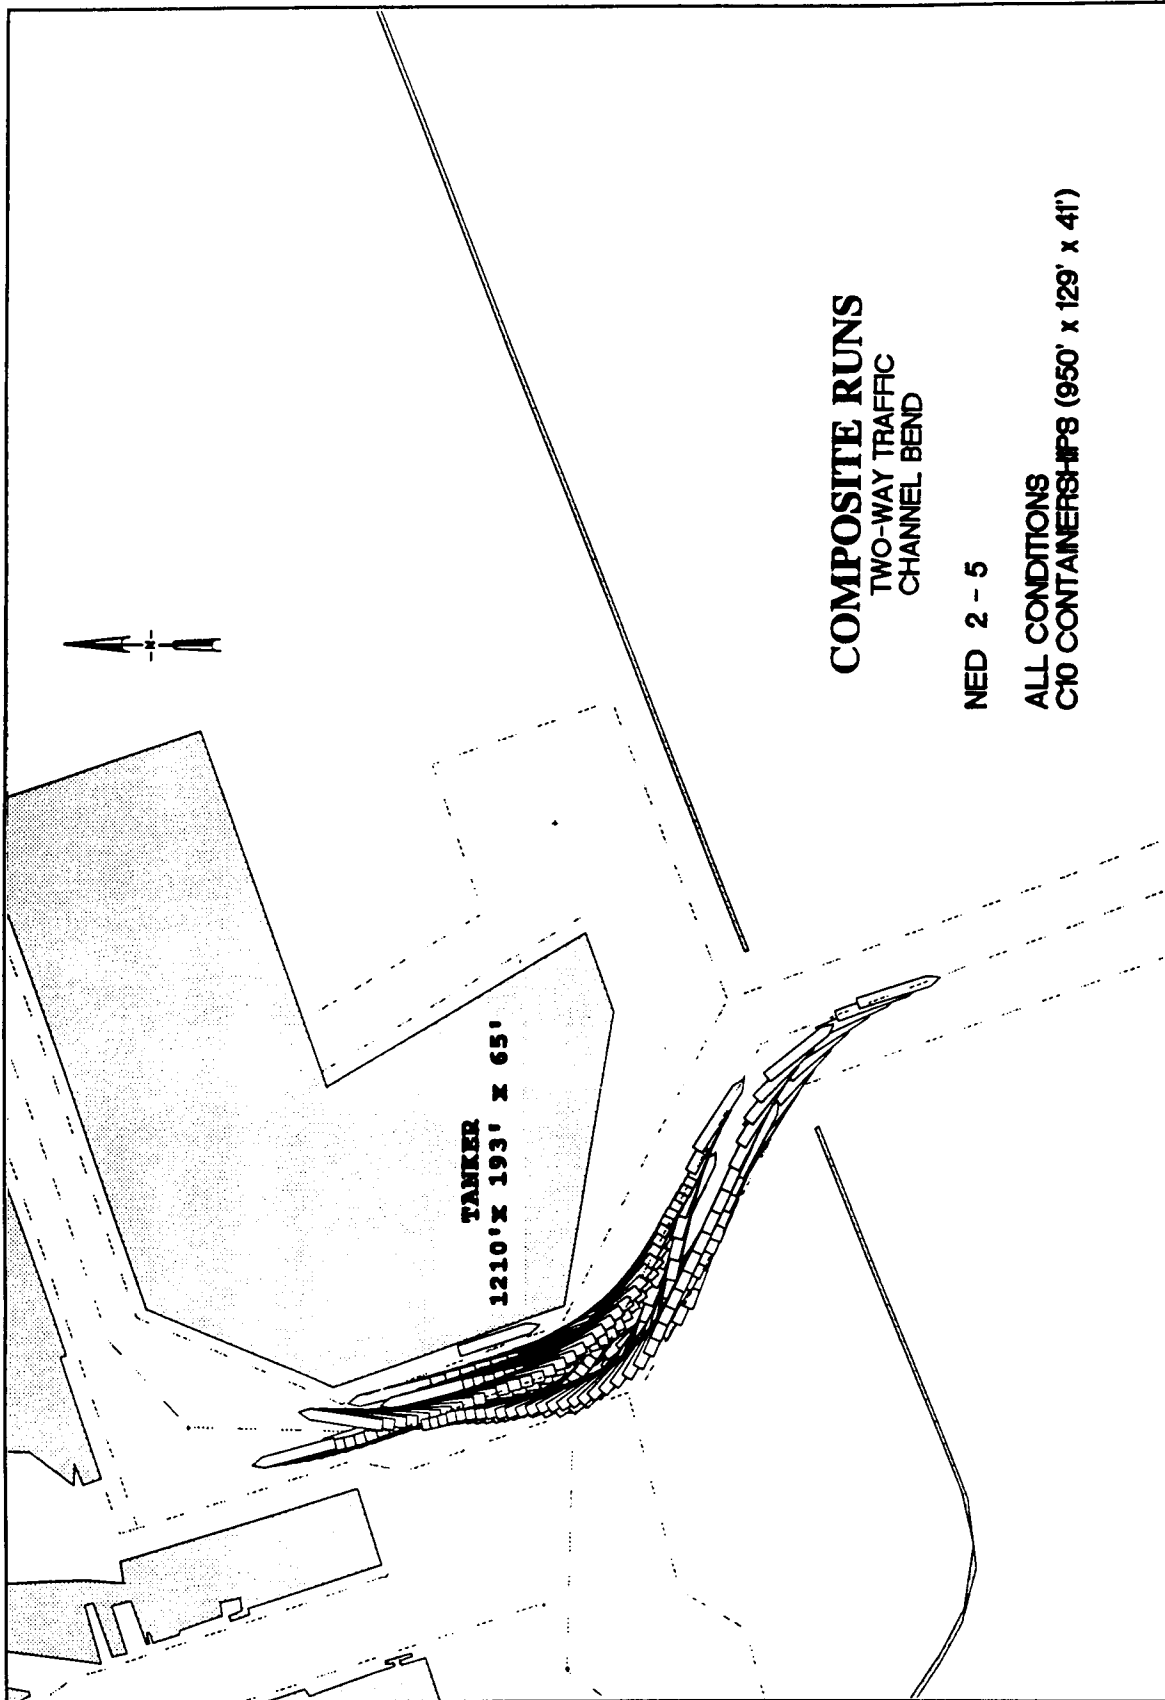 -N-
TANKER
1210'X 193' X 65'
COMPOSITE RUNS
TWO-WAY TRAFFIC
CHANNEL BEND
NED 2 - 5
ALL CONDITIONS
C10 CONTAINERSHIPS (950' x 129' x 41')